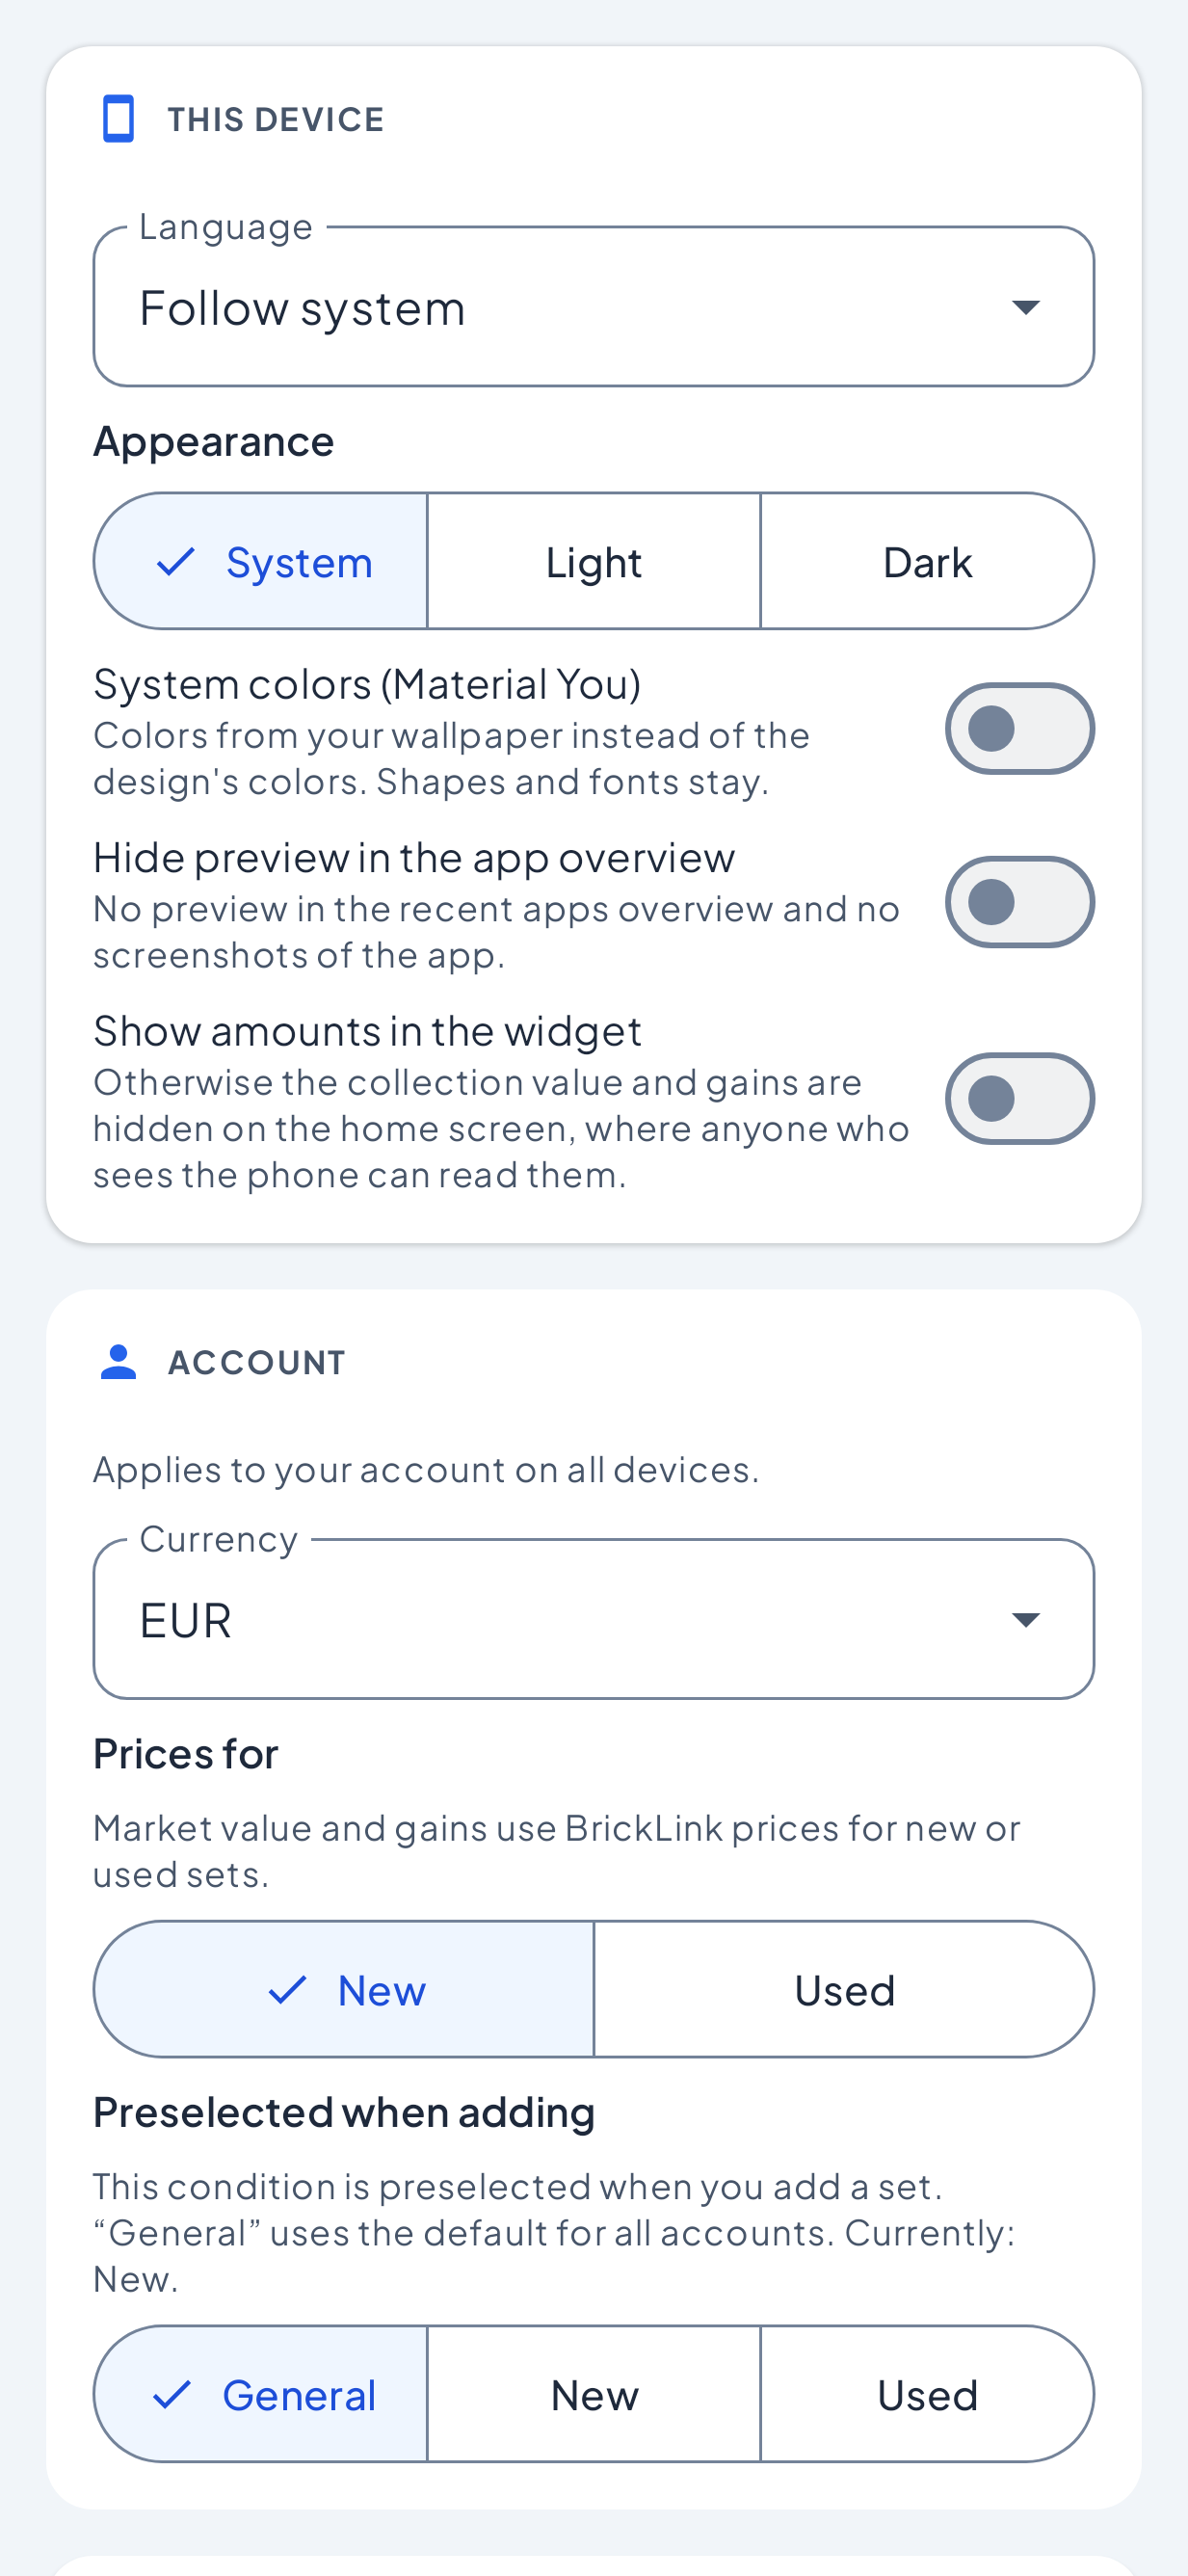 THIS DEVICE
Language
Follow system
Appearance
System
Light
Dark
System colors (Material You)
Colors from your wallpaper instead of the
design's colors. Shapes and fonts stay.
Hide preview in the app overview
No preview in the recent apps overview and no
screenshots of the app.
Show amounts in the widget
Otherwise the collection value and gains are
hidden on the home screen, where anyone who
sees the phone can read them.
ACCOUNT
Applies to your account on all devices.
Currency
EUR
Prices for
Market value and gains use BrickLink prices for new or
used sets.
New
Used
Preselected when adding
This condition is preselected when you add a set.
“General” uses the default for all accounts. Currently:
New.
General
New
Used